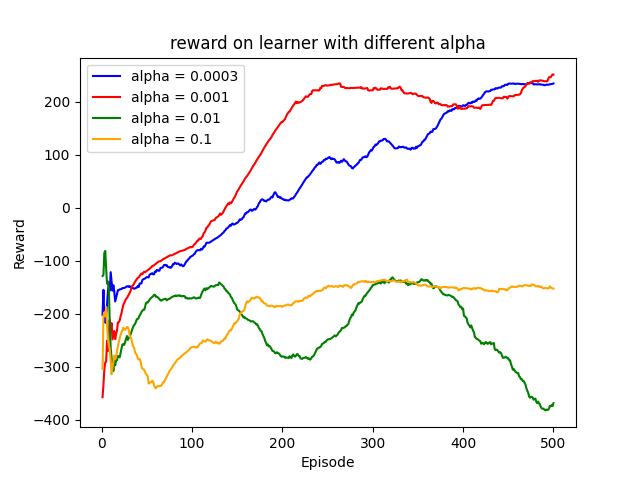 reward on learner with different alpha
alpha = 0.0003
alpha = 0.001
alpha = 0.01
alpha = 0.1
Reward
200
100
0
−100
−200
−300
−400
0 100 200 300 400 500
Episode